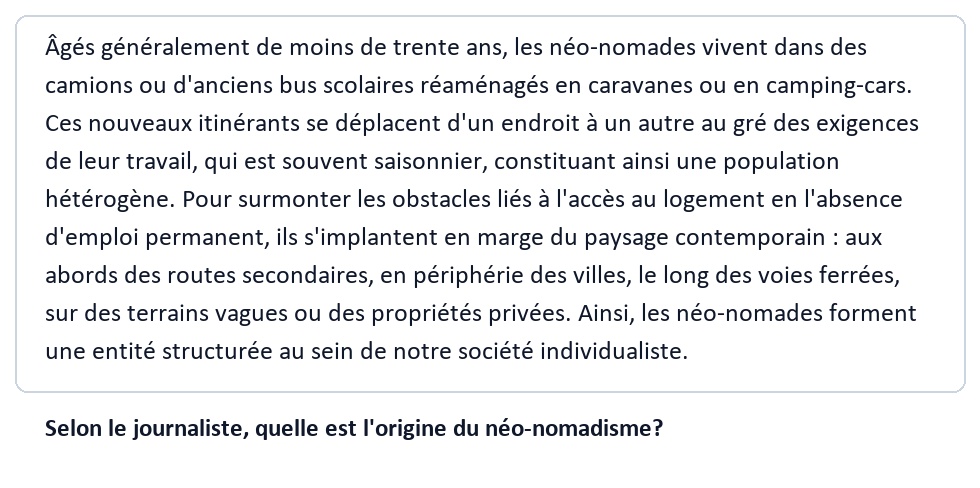 Âgés généralement de moins de trente ans, les néo-nomades vivent dans des
camions ou d'anciens bus scolaires réaménagés en caravanes ou en camping-cars.
Ces nouveaux itinérants se déplacent d'un endroit à un autre au gré des exigences
de leur travail, qui est souvent saisonnier, constituant ainsi une population
hétérogène. Pour surmonter les obstacles liés à l'accès au logement en l'absence
d'emploi permanent, ils s'implantent en marge du paysage contemporain : aux
abords des routes secondaires, en périphérie des villes, le long des voies ferrées,
sur des terrains vagues ou des propriétés privées. Ainsi, les néo-nomades forment
une entité structurée au sein de notre société individualiste.
Selon le journaliste, quelle est l'origine du néo-nomadisme?